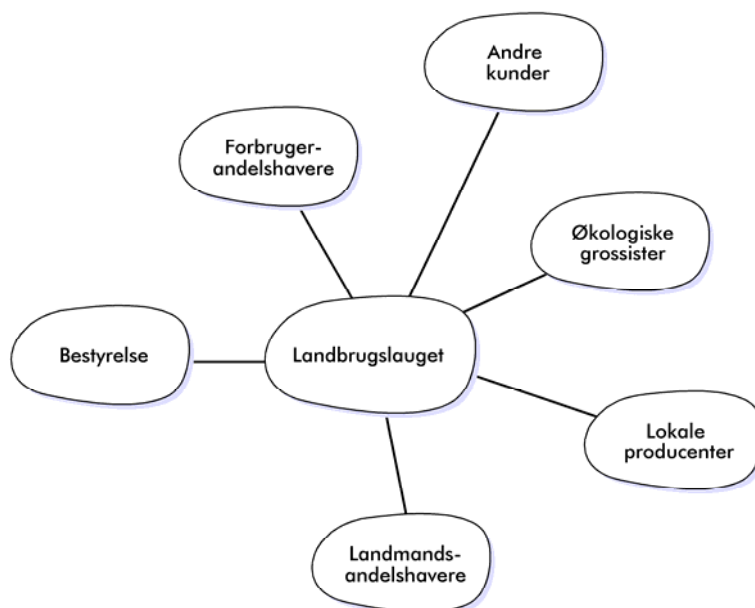 Andre
kunder
Forbruger-
andelshavere
Økologiske
grossister
Bestyrelse
Landbrugslauget
Lokale
producenter
Landmands-
andelshavere